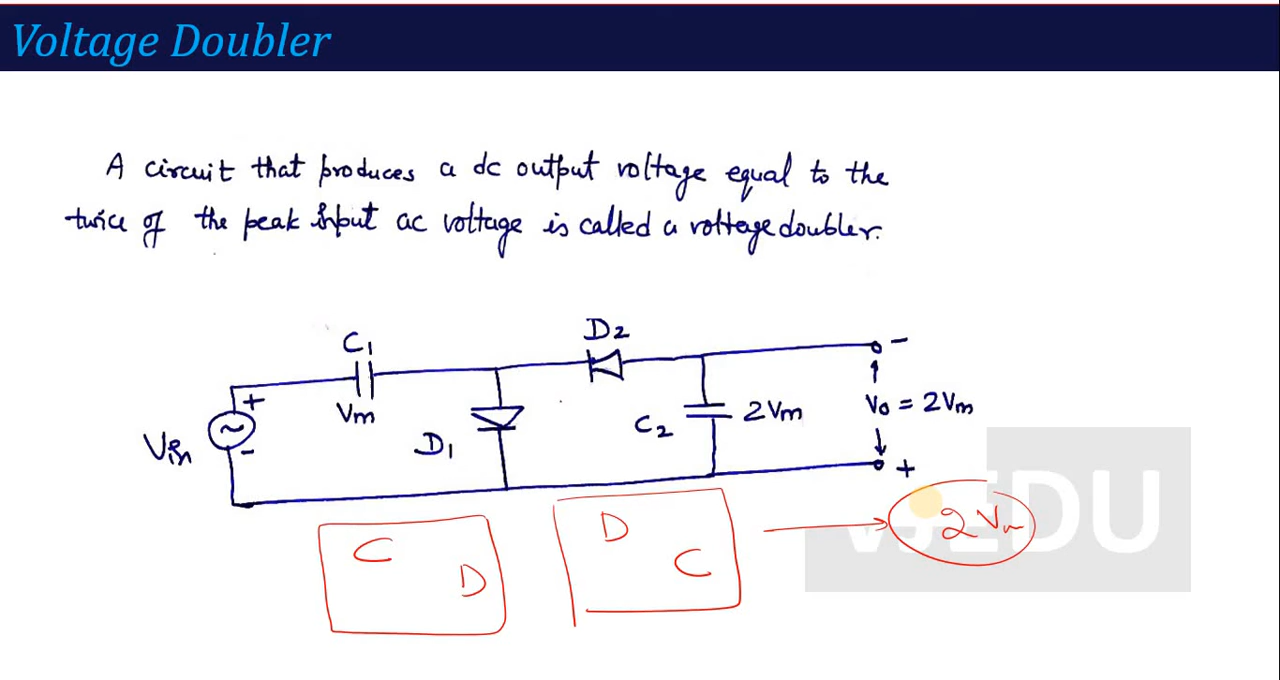 Voltage Doubler
A circuit that produces a dc output voltage equal to the
twice of the peak input ac voltage is called a voltage doubler.
C1
D2
-
+
Vm
C2
2Vm
Vo = 2Vm
Vin
-
D1
+
EDU
C
D
D
C
2Vm